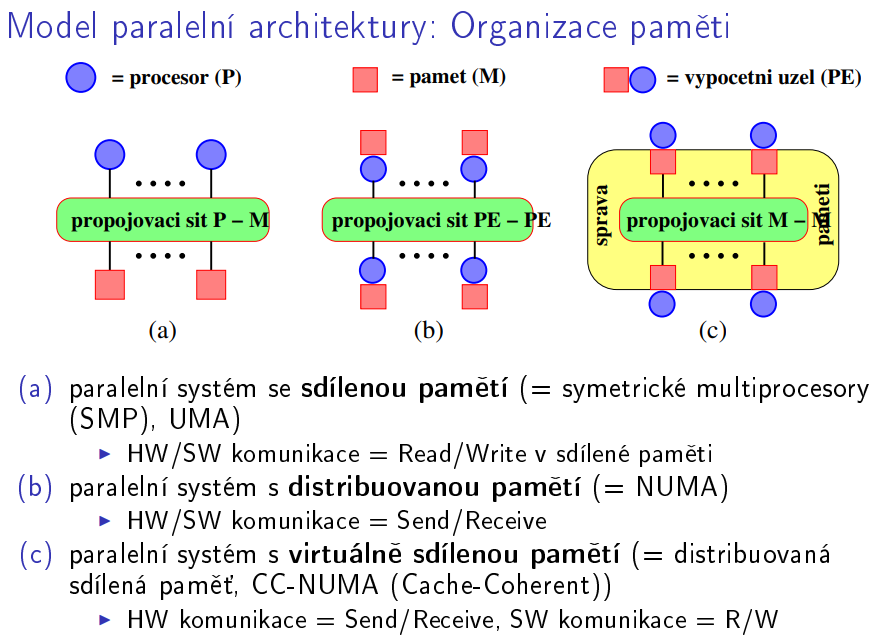 Model paralelní architektury: Organizace paměti
= procesor (P)
= pamet (M)
= vypocetni uzel (PE)
propojovaci sit P – M
propojovaci sit PE – PE
sprava
propojovaci sit M – M
pameti
(a)
(b)
(c)
(a) paralelní systém se sdílenou pamětí (= symetrické multiprocesory
(SMP), UMA)
▶ HW/SW komunikace = Read/Write v sdílené paměti
(b) paralelní systém s distribuovanou pamětí (= NUMA)
▶ HW/SW komunikace = Send/Receive
(c) paralelní systém s virtuálně sdílenou pamětí (= distribuovaná
sdílená paměť, CC-NUMA (Cache-Coherent))
▶ HW komunikace = Send/Receive, SW komunikace = R/W